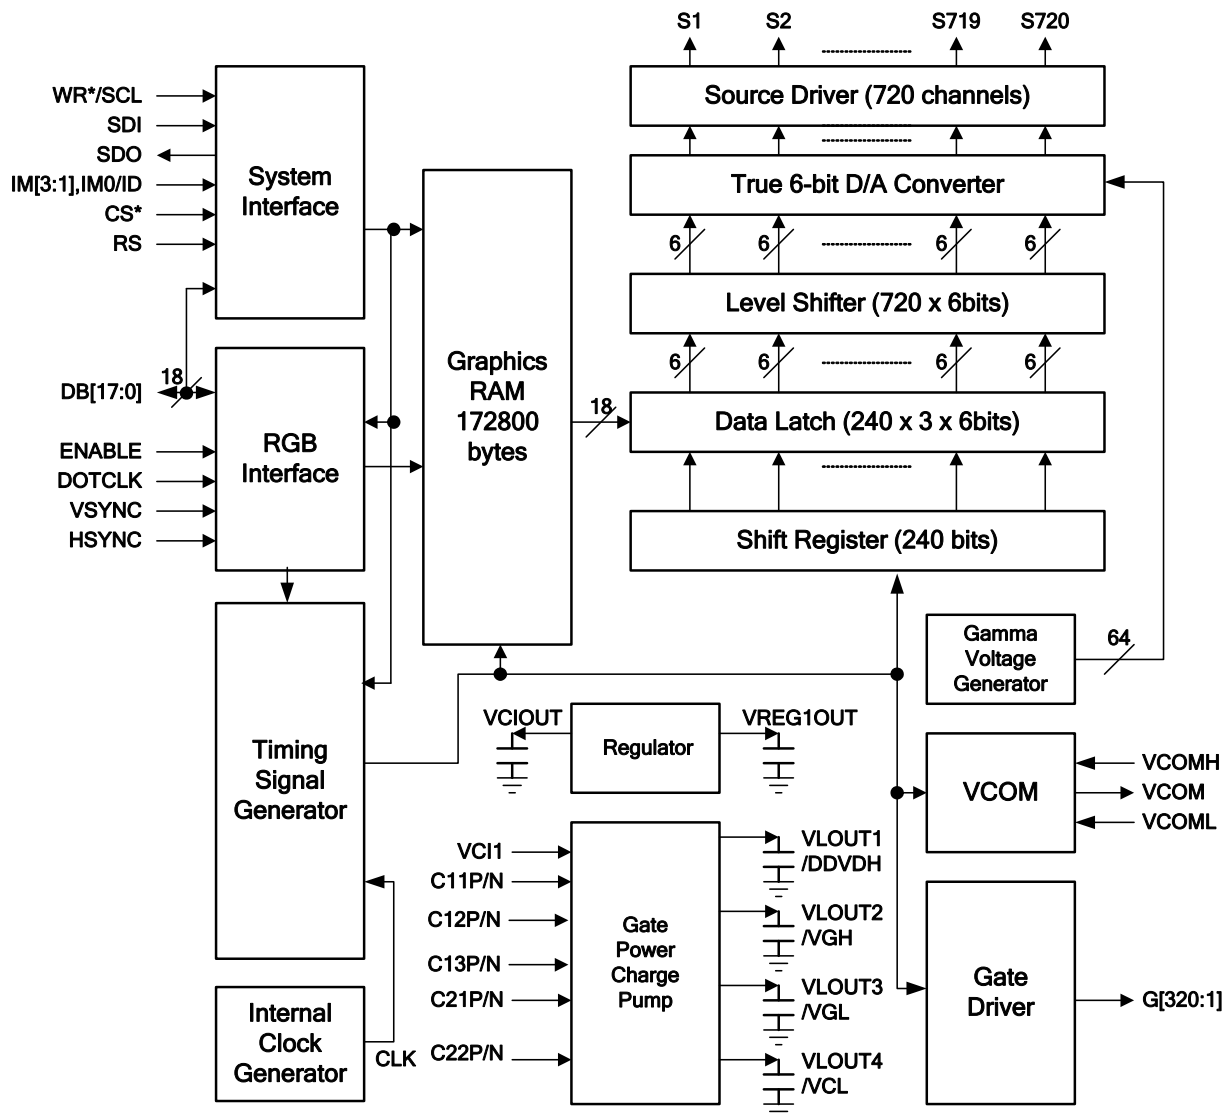 S1
S2
S719
S720
Source Driver (720 channels)
True 6-bit D/A Converter
6
6
6
6
Level Shifter (720 x 6bits)
6
6
6
6
Data Latch (240 x 3 x 6bits)
Shift Register (240 bits)
WR*/SCL
SDI
SDO
IM[3:1],IM0/ID
CS*
RS
System
Interface
DB[17:0]
18
ENABLE
DOTCLK
VSYNC
HSYNC
RGB
Interface
Graphics
RAM
172800
bytes
18
Timing
Signal
Generator
Internal
Clock
Generator
CLK
Gamma
Voltage
Generator
64
VCIOUT
Regulator
VREG1OUT
VCOM
VCOMH
VCOM
VCOML
VCI1
C11P/N
C12P/N
C13P/N
C21P/N
C22P/N
Gate
Power
Charge
Pump
VLOUT1
/DDVDH
VLOUT2
/VGH
VLOUT3
/VGL
VLOUT4
/VCL
Gate
Driver
G[320:1]